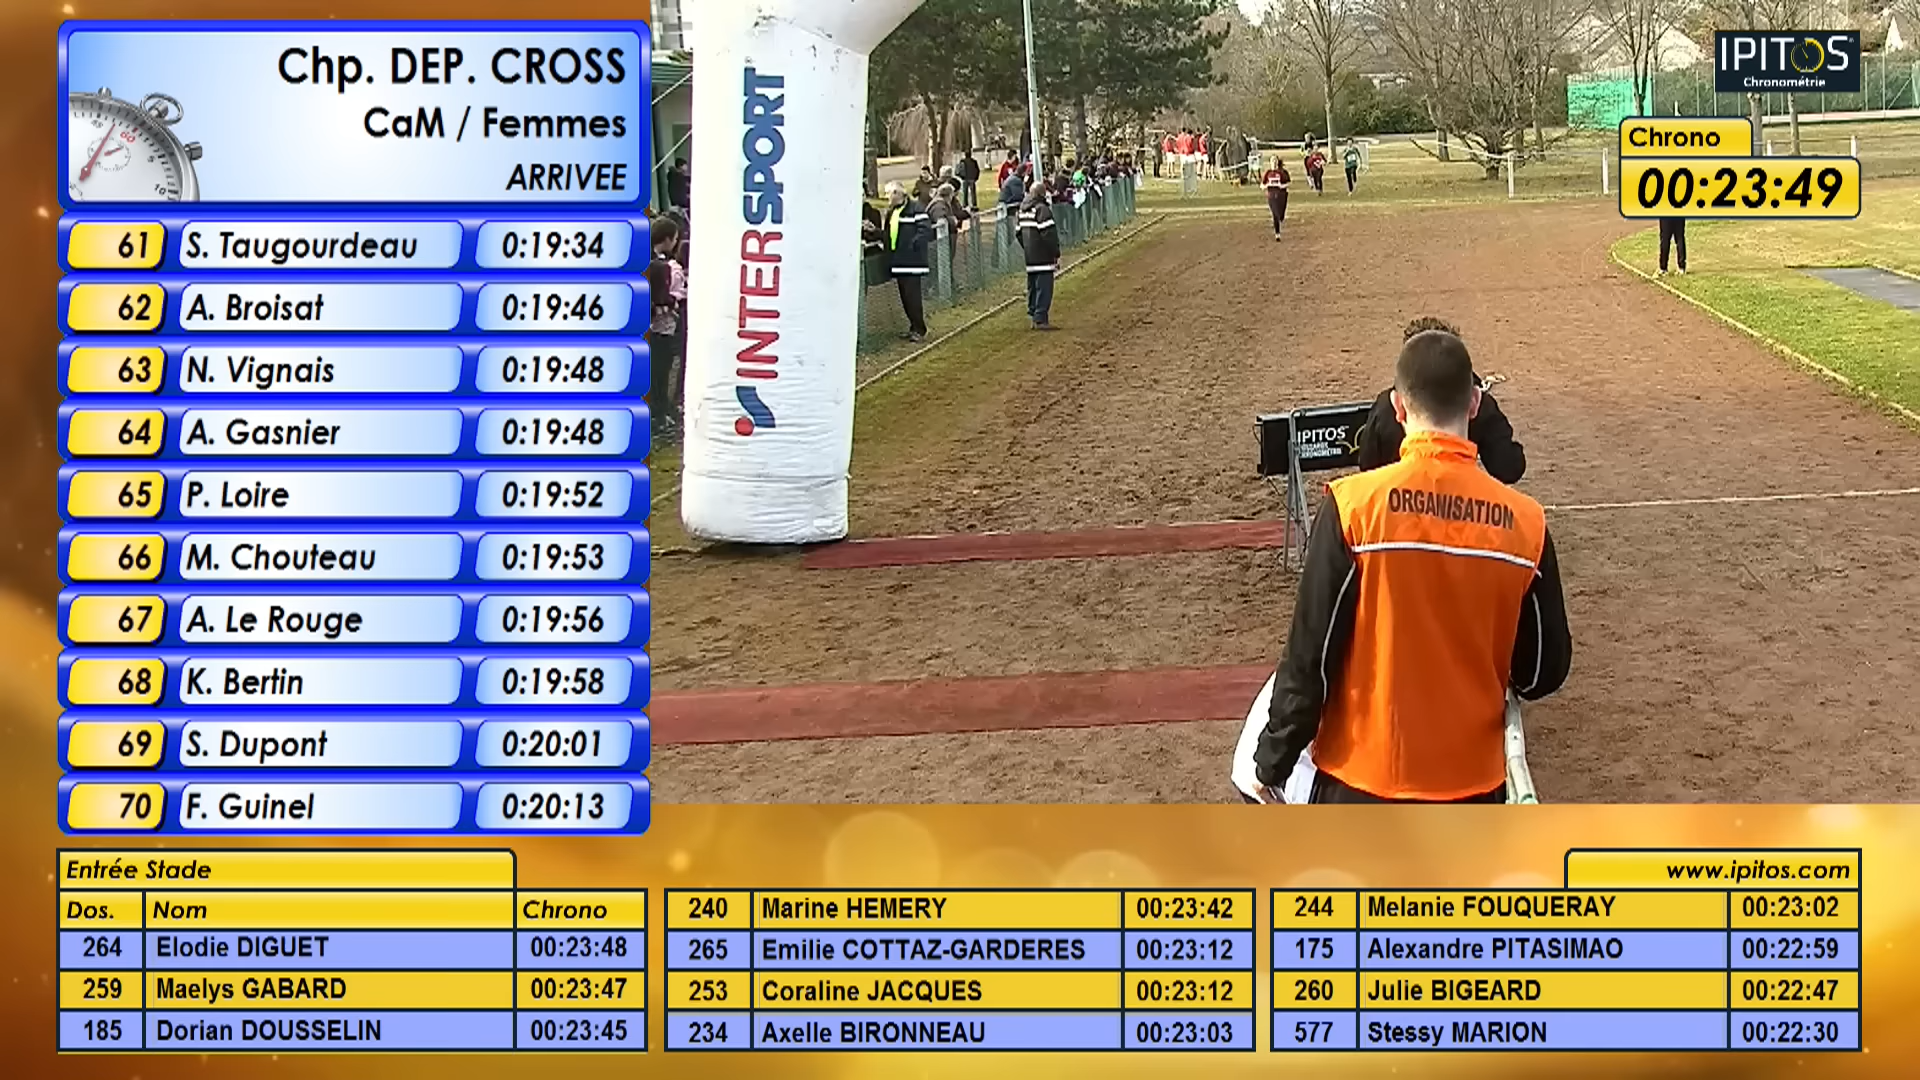 Chp. DEP. CROSS
CaM / Femmes
ARRIVEE
61 S. Taugourdeau 0:19:34
62 A. Broisat 0:19:46
63 N. Vignais 0:19:48
64 A. Gasnier 0:19:48
65 P. Loire 0:19:52
66 M. Chouteau 0:19:53
67 A. Le Rouge 0:19:56
68 K. Bertin 0:19:58
69 S. Dupont 0:20:01
70 F. Guinel 0:20:13
INTERSPORT
IPITOS
Chronométrie
Chrono
00:23:49
IPITOS
CHRONOMÉTRIE
ORGANISATION
Entrée Stade
Dos. Nom Chrono
264 Elodie DIGUET 00:23:48
259 Maelys GABARD 00:23:47
185 Dorian DOUSSELIN 00:23:45
240 Marine HEMERY 00:23:42
265 Emilie COTTAZ-GARDERES 00:23:12
253 Coraline JACQUES 00:23:12
234 Axelle BIRONNEAU 00:23:03
www.ipitos.com
244 Melanie FOUQUERAY 00:23:02
175 Alexandre PITASIMAO 00:22:59
260 Julie BIGEARD 00:22:47
577 Stessy MARION 00:22:30